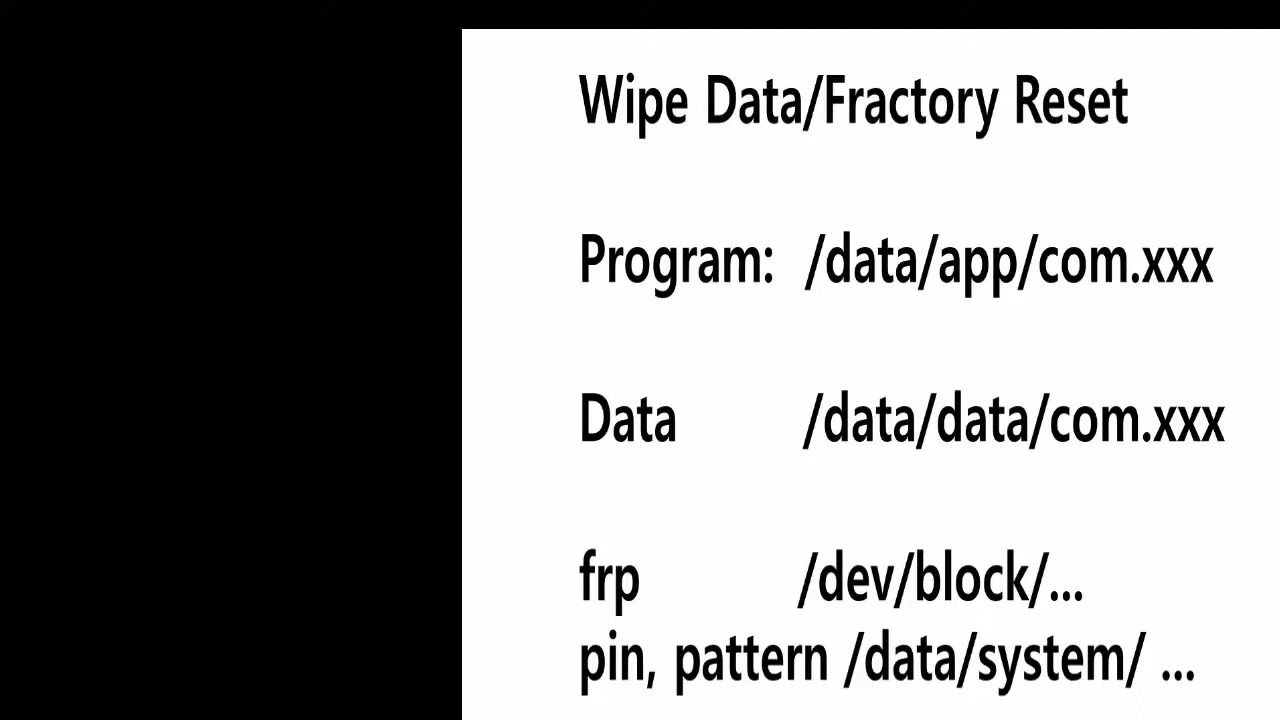 Wipe Data/Fractory Reset
Program: /data/app/com.xxx
Data /data/data/com.xxx
frp /dev/block/...
pin, pattern /data/system/ ...